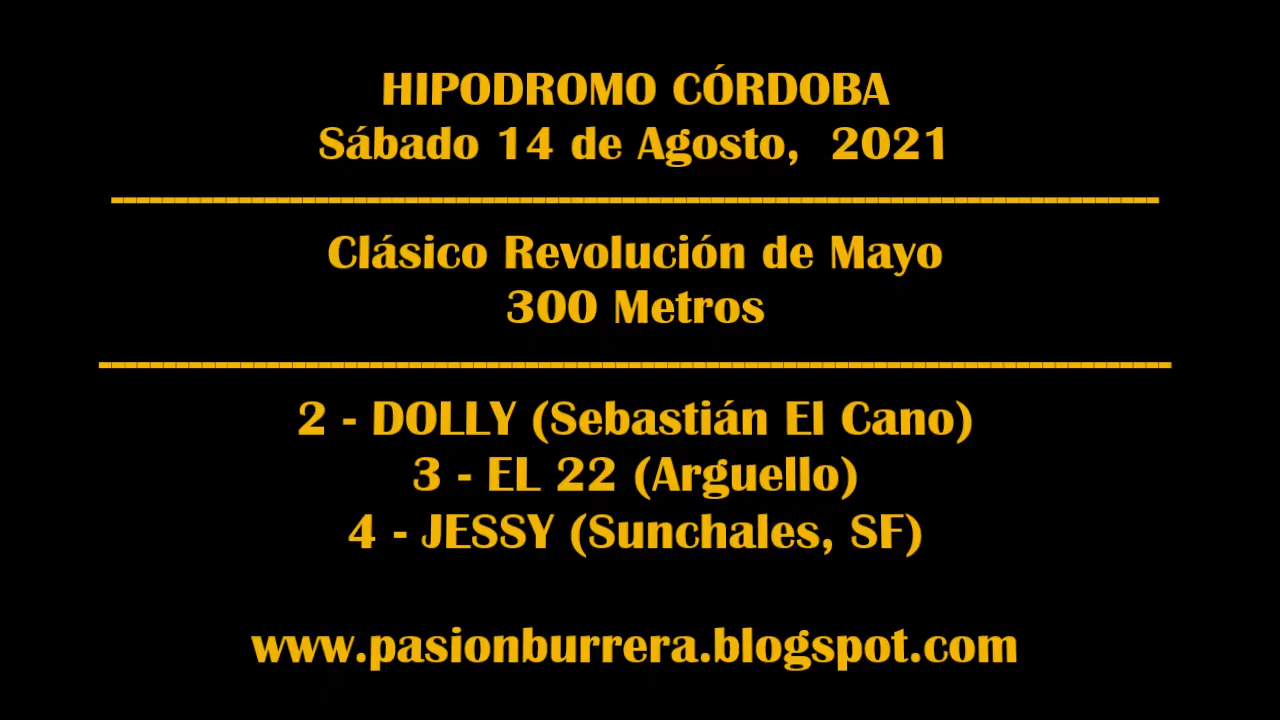 HIPODROMO CÓRDOBA
Sábado 14 de Agosto, 2021
Clásico Revolución de Mayo
300 Metros
2 - DOLLY (Sebastián El Cano)
3 - EL 22 (Arguello)
4 - JESSY (Sunchales, SF)
www.pasionburrera.blogspot.com